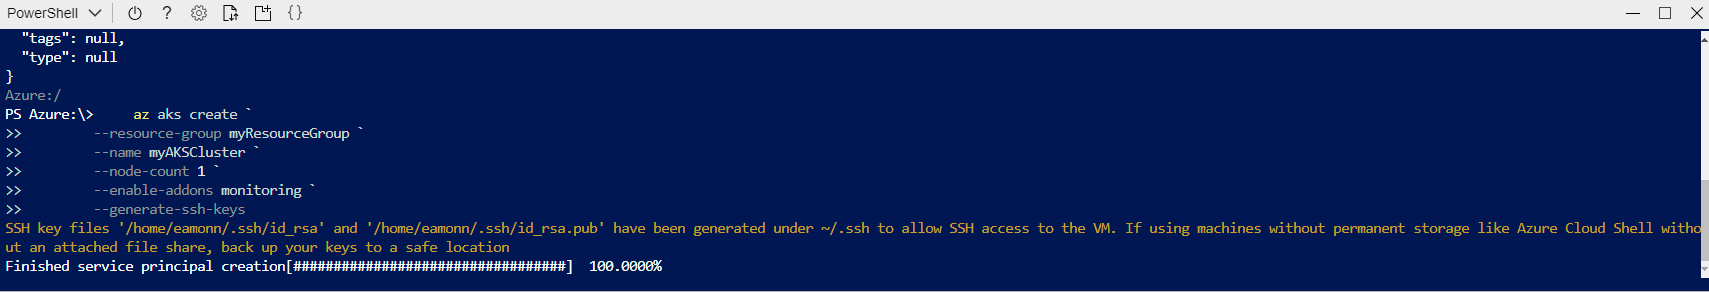 PowerShell ? {}
"tags": null,
"type": null
}
Azure:/
PS Azure:\> az aks create `
>> --resource-group myResourceGroup `
>> --name myAKSCluster `
>> --node-count 1 `
>> --enable-addons monitoring `
>> --generate-ssh-keys
SSH key files '/home/eamonn/.ssh/id_rsa' and '/home/eamonn/.ssh/id_rsa.pub' have been generated under ~/.ssh to allow SSH access to the VM. If using machines without permanent storage like Azure Cloud Shell witho
ut an attached file share, back up your keys to a safe location
Finished service principal creation[##################################] 100.0000%